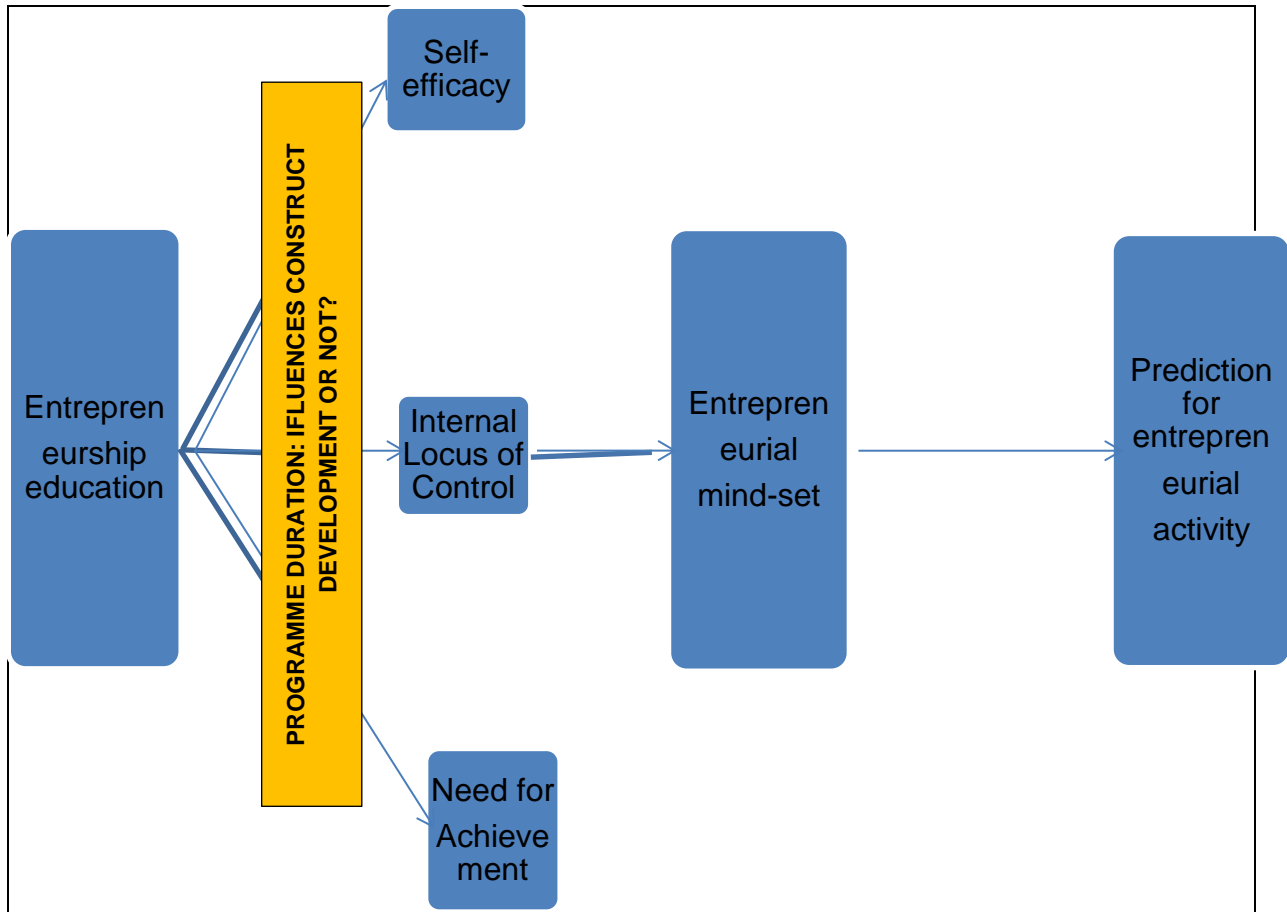 Self-
efficacy
PROGRAMME DURATION: IFLUENCES CONSTRUCT
DEVELOPMENT OR NOT?
Entrepren
eurship
education
Internal
Locus of
Control
Entrepren
eurial
mind-set
Prediction
for
entrepren
eurial
activity
Need for
Achieve
ment